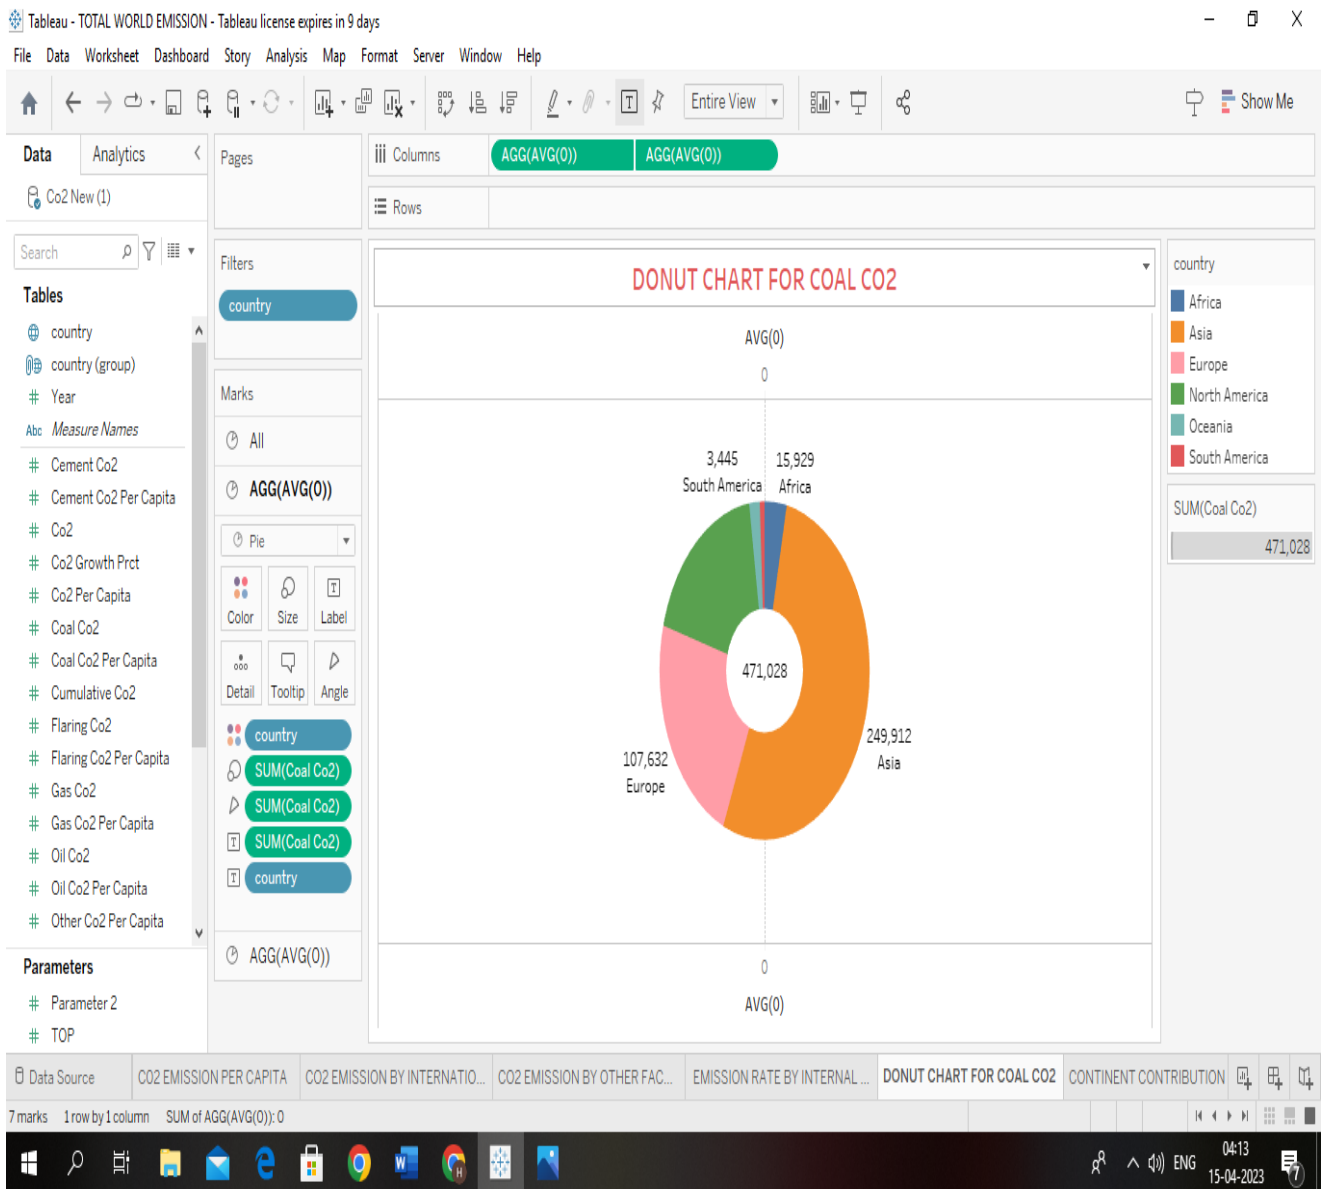 Tableau - TOTAL WORLD EMISSION - Tableau license expires in 9 days
File Data Worksheet Dashboard Story Analysis Map Format Server Window Help
Entire View
Show Me
Data Analytics
Co2 New (1)
Search
Tables
country
country (group)
Year
Abc Measure Names
Cement Co2
Cement Co2 Per Capita
Co2
Co2 Growth Prct
Co2 Per Capita
Coal Co2
Coal Co2 Per Capita
Cumulative Co2
Flaring Co2
Flaring Co2 Per Capita
Gas Co2
Gas Co2 Per Capita
Oil Co2
Oil Co2 Per Capita
Other Co2 Per Capita
Parameters
Parameter 2
TOP
Pages
Filters
country
Marks
All
AGG(AVG(0))
Pie
Color Size Label
Detail Tooltip Angle
country
SUM(Coal Co2)
SUM(Coal Co2)
SUM(Coal Co2)
country
AGG(AVG(0))
Columns AGG(AVG(0)) AGG(AVG(0))
Rows
DONUT CHART FOR COAL CO2
AVG(0)
0
3,445
South America
15,929
Africa
471,028
249,912
Asia
107,632
Europe
0
AVG(0)
country
Africa
Asia
Europe
North America
Oceania
South America
SUM(Coal Co2)
471,028
Data Source CO2 EMISSION PER CAPITA CO2 EMISSION BY INTERNATIO... CO2 EMISSION BY OTHER FAC... EMISSION RATE BY INTERNAL ... DONUT CHART FOR COAL CO2 CONTINENT CONTRIBUTION
7 marks 1 row by 1 column SUM of AGG(AVG(0)): 0
ENG
04:13
15-04-2023
7